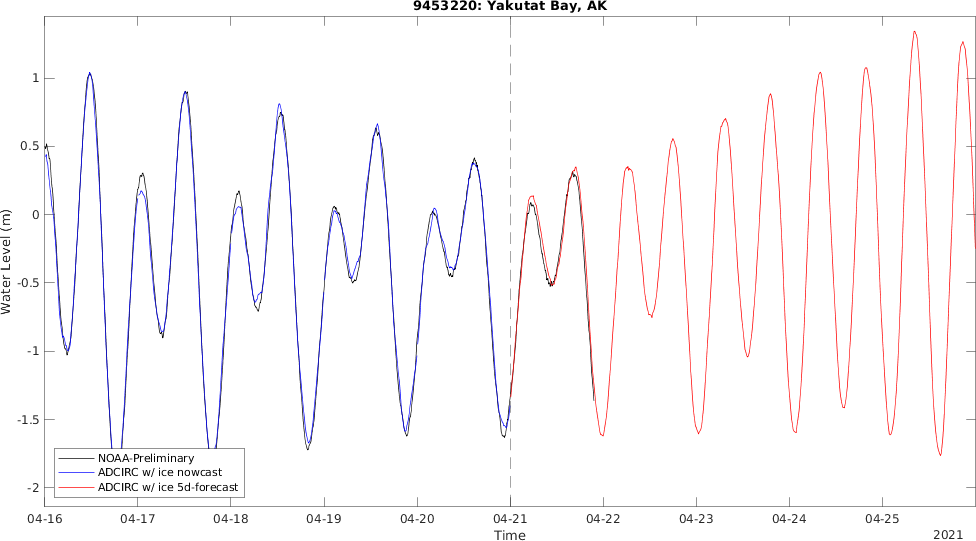 9453220: Yakutat Bay, AK
Water Level (m)
1
0.5
0
-0.5
-1
-1.5
-2
NOAA-Preliminary
ADCIRC w/ ice nowcast
ADCIRC w/ ice 5d-forecast
04-16 04-17 04-18 04-19 04-20 04-21 04-22 04-23 04-24 04-25
Time
2021